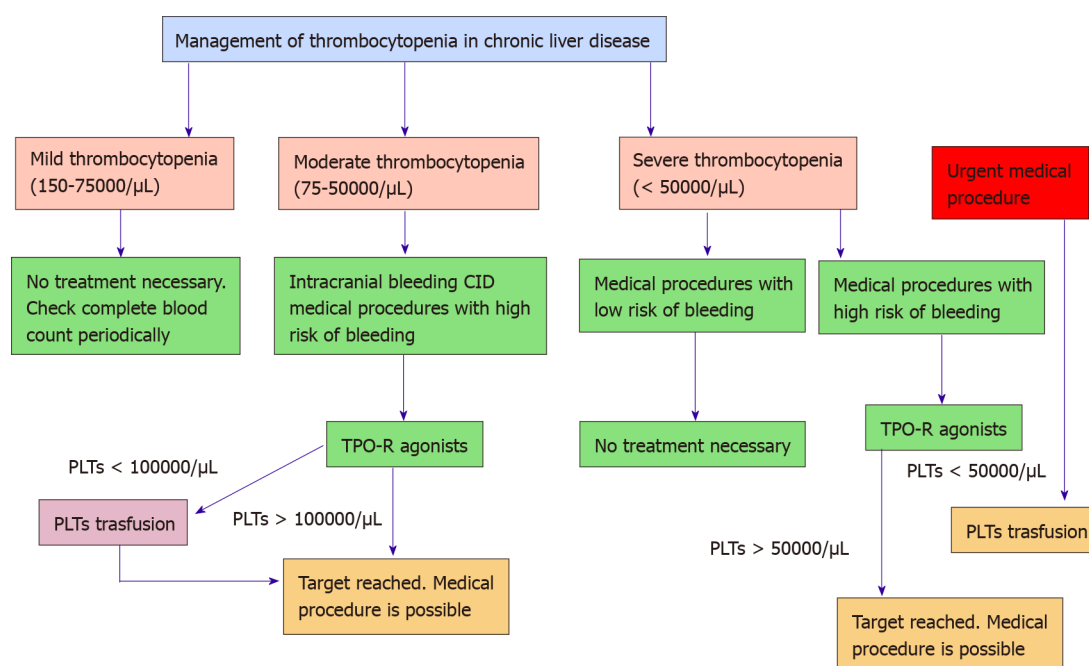 Management of thrombocytopenia in chronic liver disease
Mild thrombocytopenia
(150-75000/µL)
Moderate thrombocytopenia
(75-50000/µL)
Severe thrombocytopenia
(< 50000/µL)
Urgent medical
procedure
No treatment necessary.
Check complete blood
count periodically
Intracranial bleeding CID
medical procedures with high
risk of bleeding
Medical procedures with
low risk of bleeding
Medical procedures with
high risk of bleeding
TPO-R agonists
No treatment necessary
TPO-R agonists
PLTs < 100000/µL
PLTs > 100000/µL
PLTs < 50000/µL
PLTs trasfusion
PLTs > 50000/µL
PLTs trasfusion
Target reached. Medical
procedure is possible
Target reached. Medical
procedure is possible